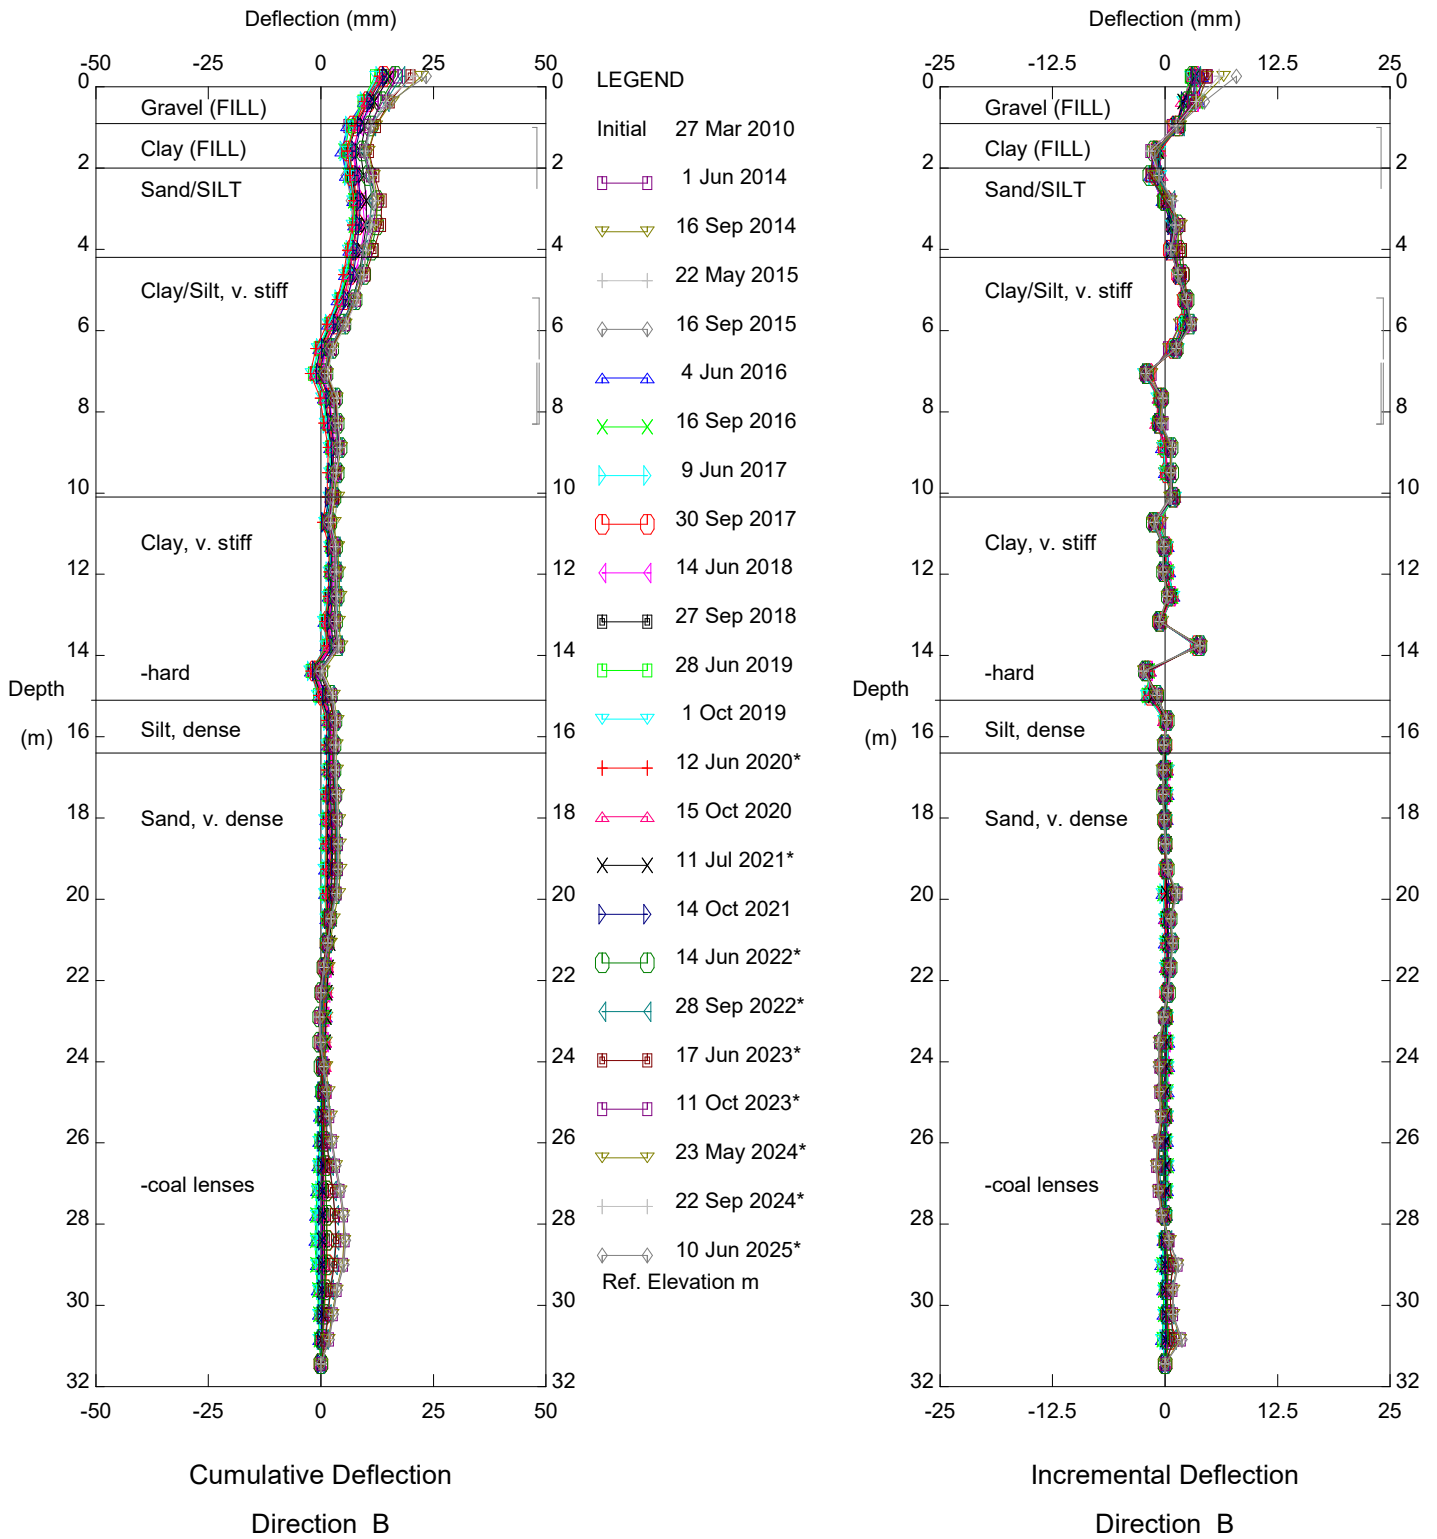 Deflection (mm)
-50 -25 0 25 50
0 0
Gravel (FILL)
Clay (FILL)
2 2
Sand/SILT
4 4
Clay/Silt, v. stiff
6 6
8 8
10 10
Clay, v. stiff
12 12
14 14
-hard
Depth
(m)
16 16
Silt, dense
18 18
Sand, v. dense
20 20
22 22
24 24
26 26
-coal lenses
28 28
30 30
32 32
-50 -25 0 25 50
Cumulative Deflection
Direction B
LEGEND
Initial 27 Mar 2010
1 Jun 2014
16 Sep 2014
22 May 2015
16 Sep 2015
4 Jun 2016
16 Sep 2016
9 Jun 2017
30 Sep 2017
14 Jun 2018
27 Sep 2018
28 Jun 2019
1 Oct 2019
12 Jun 2020*
15 Oct 2020
11 Jul 2021*
14 Oct 2021
14 Jun 2022*
28 Sep 2022*
17 Jun 2023*
11 Oct 2023*
23 May 2024*
22 Sep 2024*
10 Jun 2025*
Ref. Elevation m
Deflection (mm)
-25 -12.5 0 12.5 25
0 0
Gravel (FILL)
Clay (FILL)
2 2
Sand/SILT
4 4
Clay/Silt, v. stiff
6 6
8 8
10 10
Clay, v. stiff
12 12
14 14
-hard
Depth
(m)
16 16
Silt, dense
18 18
Sand, v. dense
20 20
22 22
24 24
26 26
-coal lenses
28 28
30 30
32 32
-25 -12.5 0 12.5 25
Incremental Deflection
Direction B